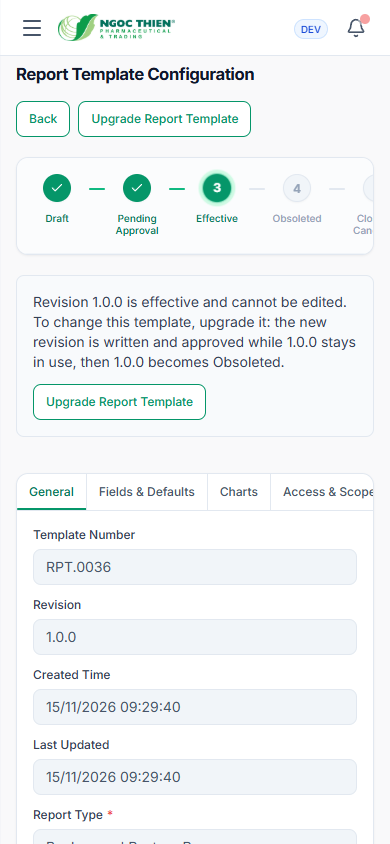 NGOC THIEN®
PHARMACEUTICAL
& TRADING
DEV
Report Template Configuration
Back
Upgrade Report Template
3
4
Draft
Pending
Approval
Effective
Obsoleted
Revision 1.0.0 is effective and cannot be edited.
To change this template, upgrade it: the new
revision is written and approved while 1.0.0 stays
in use, then 1.0.0 becomes Obsoleted.
Upgrade Report Template
General
Fields & Defaults
Charts
Access & Scope
Template Number
RPT.0036
Revision
1.0.0
Created Time
15/11/2026 09:29:40
Last Updated
15/11/2026 09:29:40
Report Type *